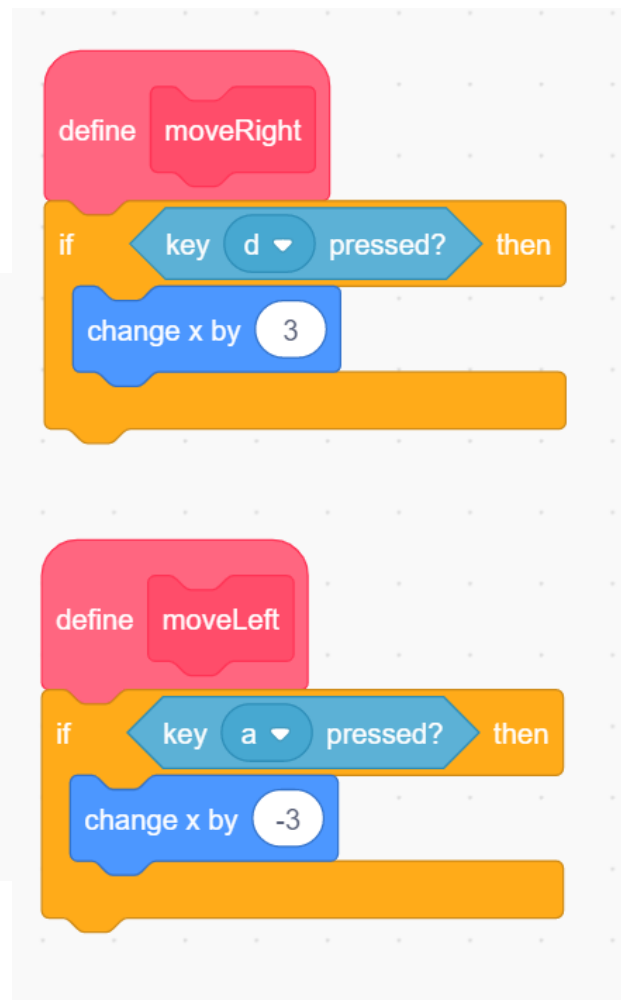 define moveRight
if key d pressed? then
change x by 3
define moveLeft
if key a pressed? then
change x by -3